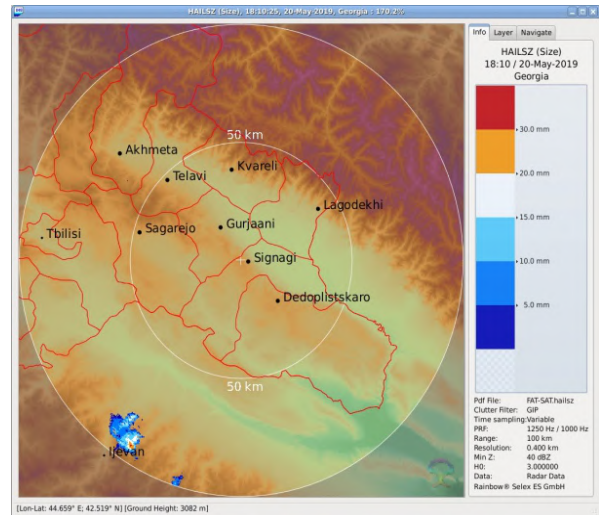 HAILSZ (Size), 18:10:25, 20-May-2019, Georgia : 170.2%
Info Layer Navigate
HAILSZ (Size)
18:10 / 20-May-2019
Georgia
30.0 mm
20.0 mm
15.0 mm
10.0 mm
5.0 mm
50 km
Akhmeta
Kvareli
Telavi
Lagodekhi
Tbilisi
Sagarejo
Gurjaani
Signagi
Dedoplistskaro
50 km
Ijevan
Pdf File: FAT-SAT.hailsz
Clutter Filter: GIP
Time sampling:Variable
PRF: 1250 Hz / 1000 Hz
Range: 100 km
Resolution: 0.400 km
Min Z: 40 dBZ
H0: 3.000000
Data: Radar Data
Rainbow® Selex ES GmbH
[Lon-Lat: 44.659° E; 42.519° N] [Ground Height: 3082 m]